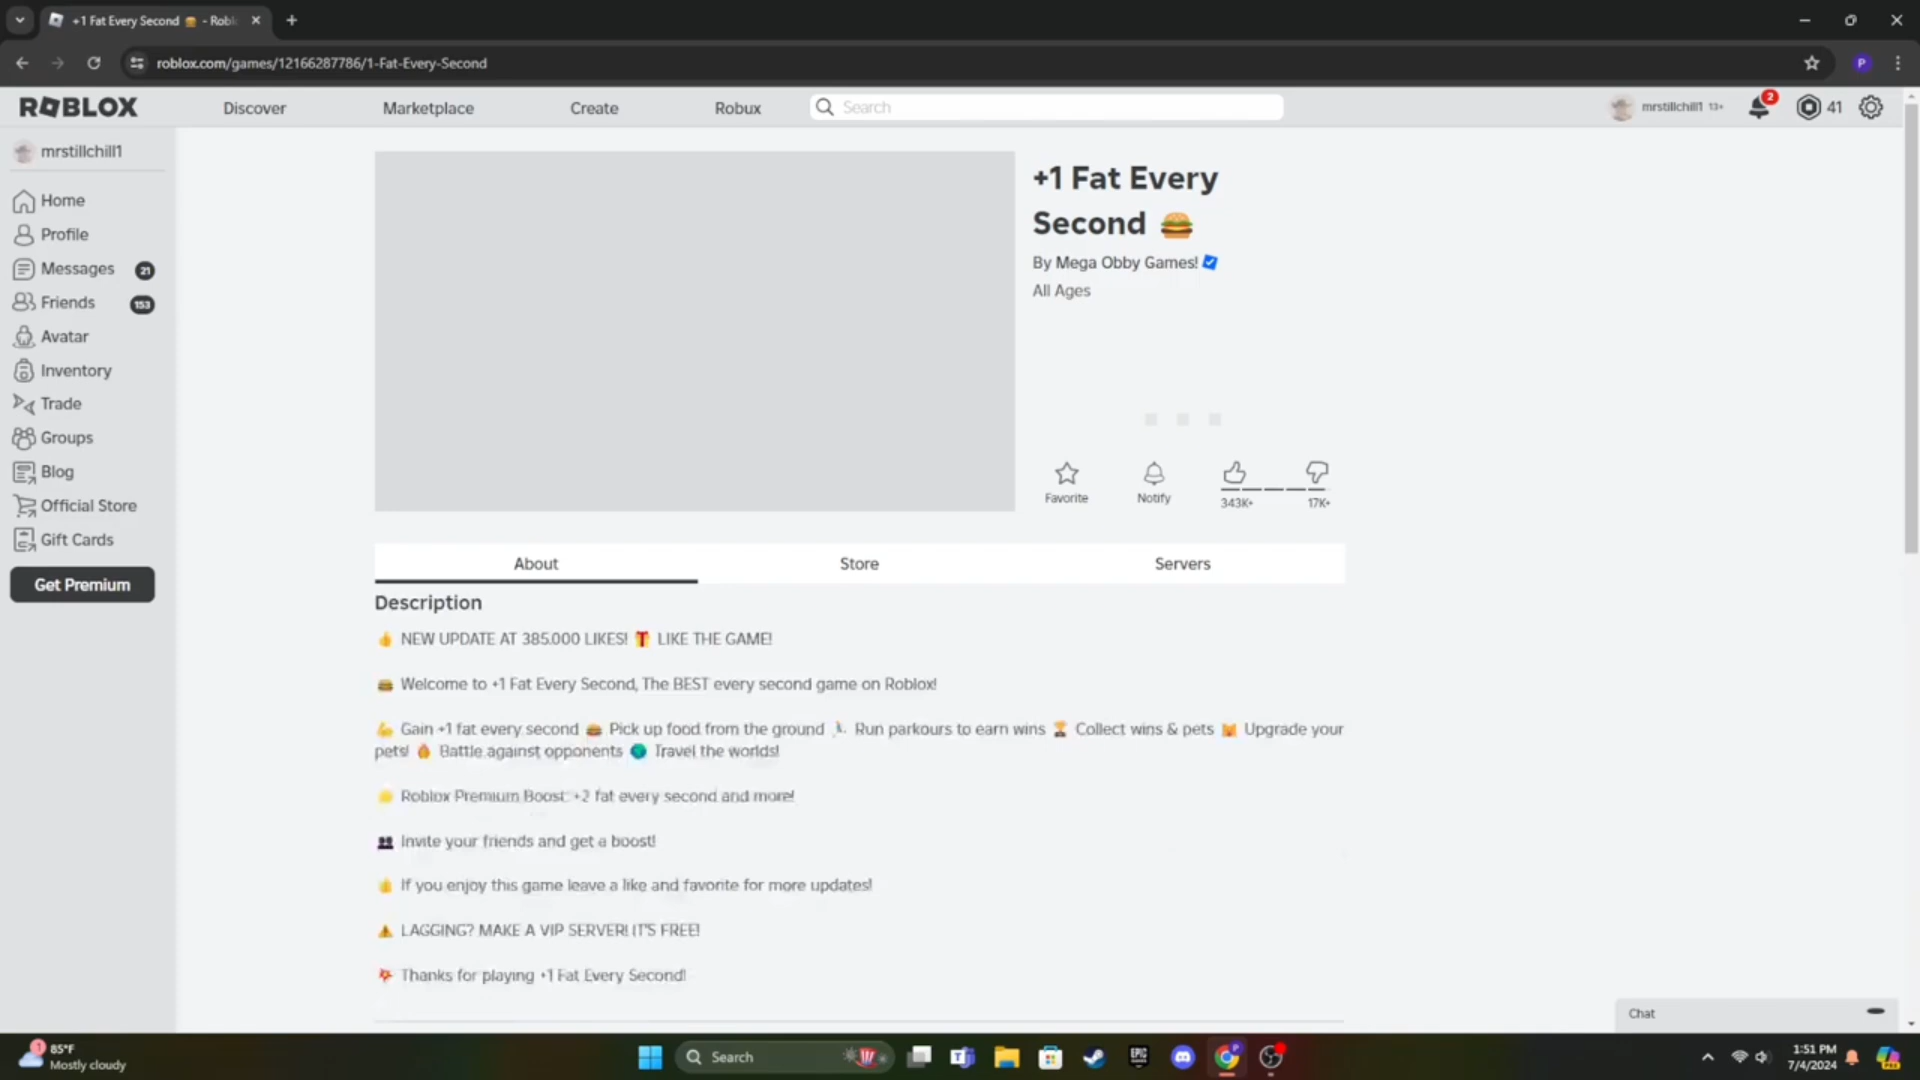 +1 Fat Every Second 🍔 - Robl
roblox.com/games/12166287786/1-Fat-Every-Second
P
ROBLOX
Discover
Marketplace
Create
Robux
Search
mrstillchill1 13+
2
41
mrstillchill1
Home
Profile
Messages 21
Friends 153
Avatar
Inventory
Trade
Groups
Blog
Official Store
Gift Cards
Get Premium
+1 Fat Every
Second 🍔
By Mega Obby Games!
All Ages
Favorite
Notify
343K+
17K+
About
Store
Servers
Description
👍 NEW UPDATE AT 385.000 LIKES! 🎁 LIKE THE GAME!
🍔 Welcome to +1 Fat Every Second, The BEST every second game on Roblox!
💪 Gain +1 fat every second 🍔 Pick up food from the ground 🏃 Run parkours to earn wins 🏆 Collect wins & pets 🐱 Upgrade your
pets! 🔥 Battle against opponents 🌎 Travel the worlds!
🌟 Roblox Premium Boost: +2 fat every second and more!
👥 Invite your friends and get a boost!
👍 If you enjoy this game leave a like and favorite for more updates!
⚠️ LAGGING? MAKE A VIP SERVER! IT'S FREE!
💥 Thanks for playing +1 Fat Every Second!
Chat
1
85°F
Mostly cloudy
Search
EPIC
P
1:51 PM
7/4/2024
PRE